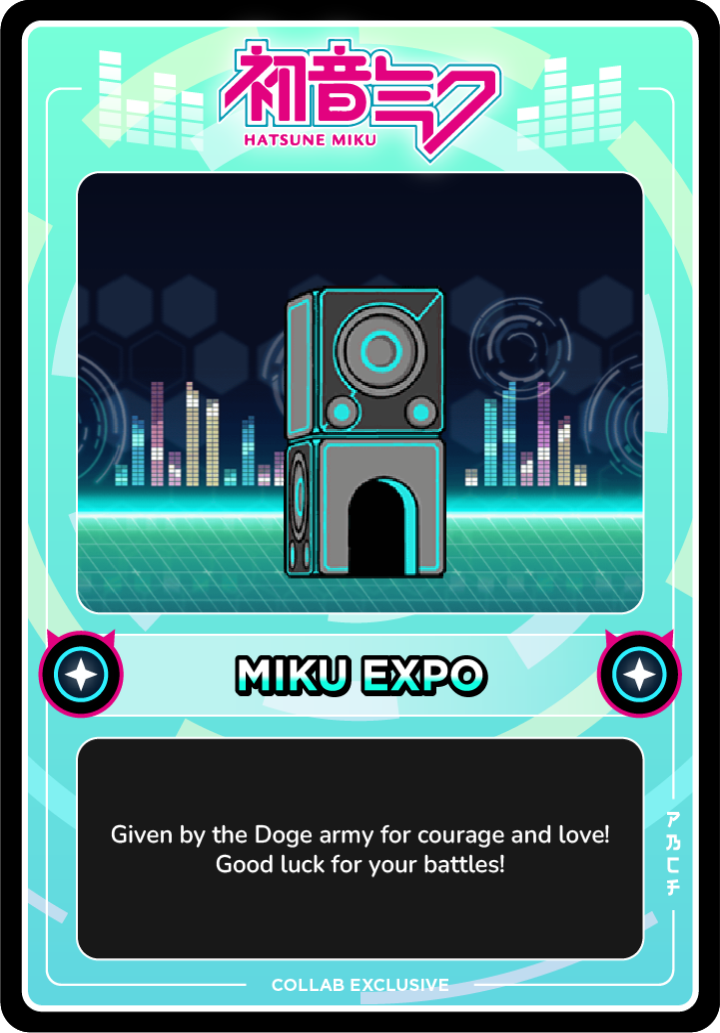 初音ミク
HATSUNE MIKU
MIKU EXPO
Given by the Doge army for courage and love!
Good luck for your battles!
ア
乃
匚
チ
COLLAB EXCLUSIVE